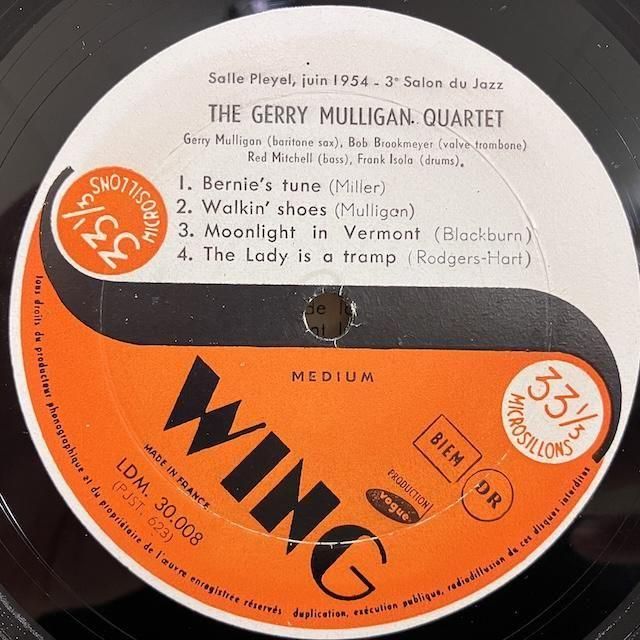 Salle Pleyel, juin 1954 - 3e Salon du Jazz
THE GERRY MULLIGAN QUARTET
Gerry Mulligan (baritone sax), Bob Brookmeyer (valve trombone)
Red Mitchell (bass), Frank Isola (drums).
1. Bernie's tune (Miller)
2. Walkin' shoes (Mulligan)
3. Moonlight in Vermont (Blackburn)
4. The Lady is a tramp (Rodgers-Hart)
33 1/3
MICROSILLONS
MEDIUM
33 1/3
MICROSILLONS
WING
BIEM
DR
PRODUCTION
vogue
MADE IN FRANCE
LDM. 30.008
(PJST. 623)
Tous droits du producteur phonographique et du propriétaire de l'œuvre enregistrée réservés duplication, exécution publique, radiodiffusion de ces disques interdites